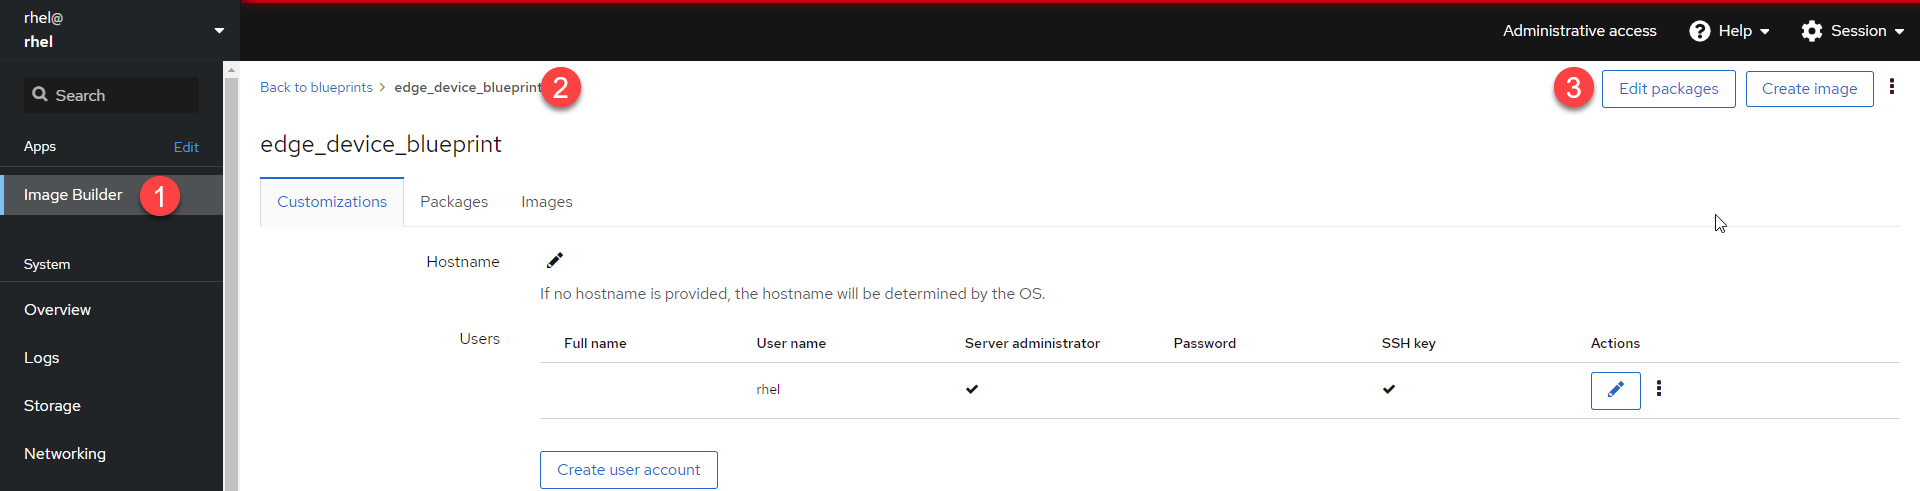 rhel@
rhel
Administrative access
Help
Session
Search
Apps Edit
Image Builder 1
System
Overview
Logs
Storage
Networking
Back to blueprints > edge_device_blueprint 2
3 Edit packages Create image
edge_device_blueprint
Customizations Packages Images
Hostname
If no hostname is provided, the hostname will be determined by the OS.
Users
Full name User name Server administrator Password SSH key Actions
rhel
Create user account